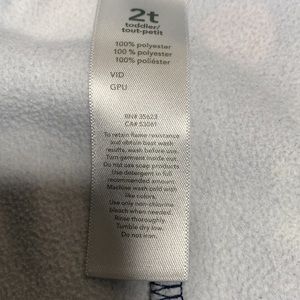 2t
toddler/
tout-petit
100% polyester
100 % polyester
100% poliéster
VID
GPU
RN# 35623
CA# 53061
To retain flame resistance
and obtain best wash
results, wash before use.
Turn garment inside out.
Do not use soap products
Use detergent in full
recommended amount.
Machine wash cold with
like colors.
Use only non-chlorine
bleach when needed.
Rinse thoroughly.
Tumble dry low.
Do not iron.